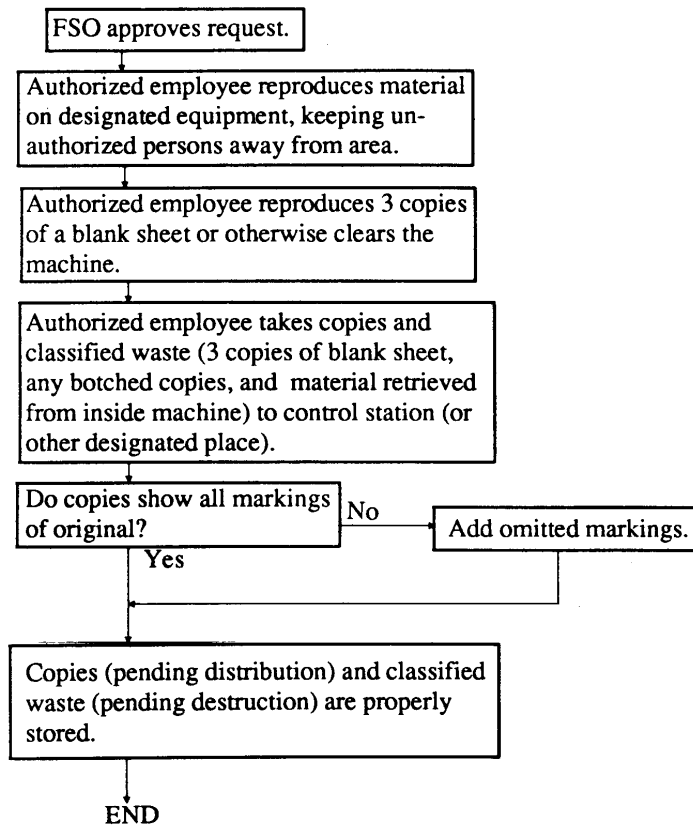 FSO approves request.
Authorized employee reproduces material
on designated equipment, keeping un-
authorized persons away from area.
Authorized employee reproduces 3 copies
of a blank sheet or otherwise clears the
machine.
Authorized employee takes copies and
classified waste (3 copies of blank sheet,
any botched copies, and material retrieved
from inside machine) to control station (or
other designated place).
Do copies show all markings
of original?
No
Add omitted markings.
Yes
Copies (pending distribution) and classified
waste (pending destruction) are properly
stored.
END